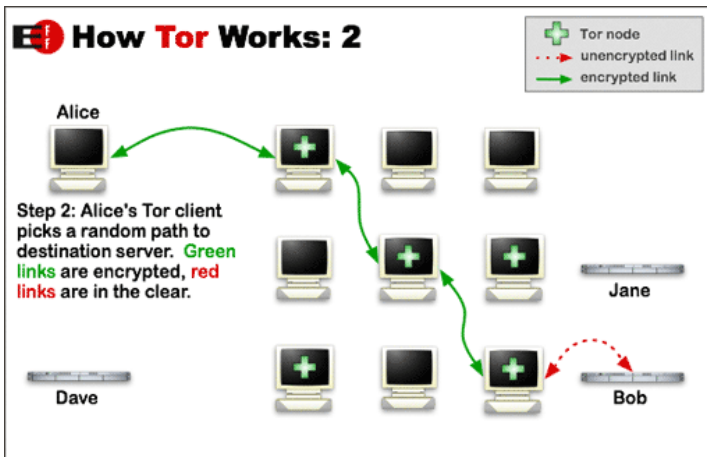 EFF How Tor Works: 2
Tor node
unencrypted link
encrypted link
Alice
Step 2: Alice's Tor client
picks a random path to
destination server. Green
links are encrypted, red
links are in the clear.
Jane
Dave
Bob